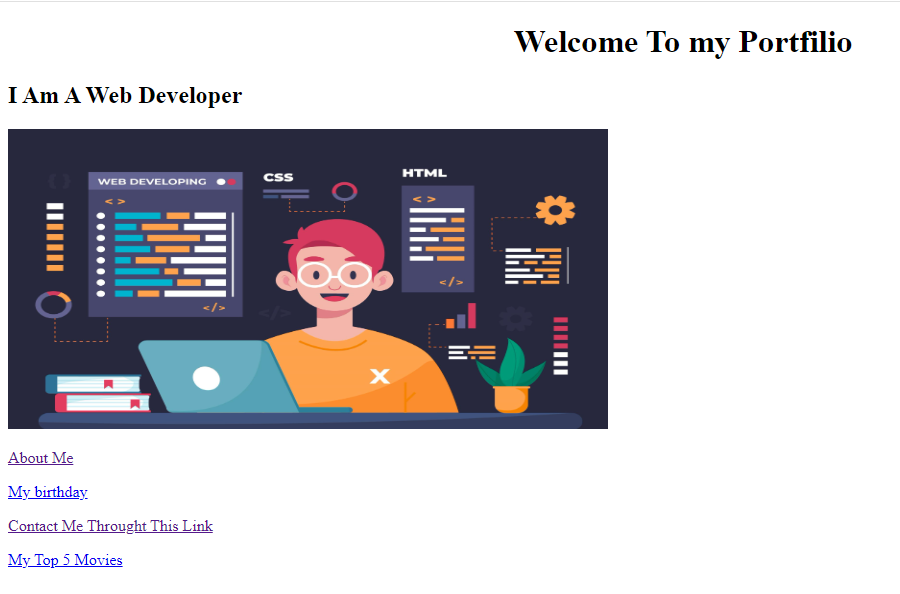 Welcome To my Portfilio
I Am A Web Developer
WEB DEVELOPING
< >
</>
CSS
HTML
< >
</>
</>
X
About Me
My birthday
Contact Me Throught This Link
My Top 5 Movies